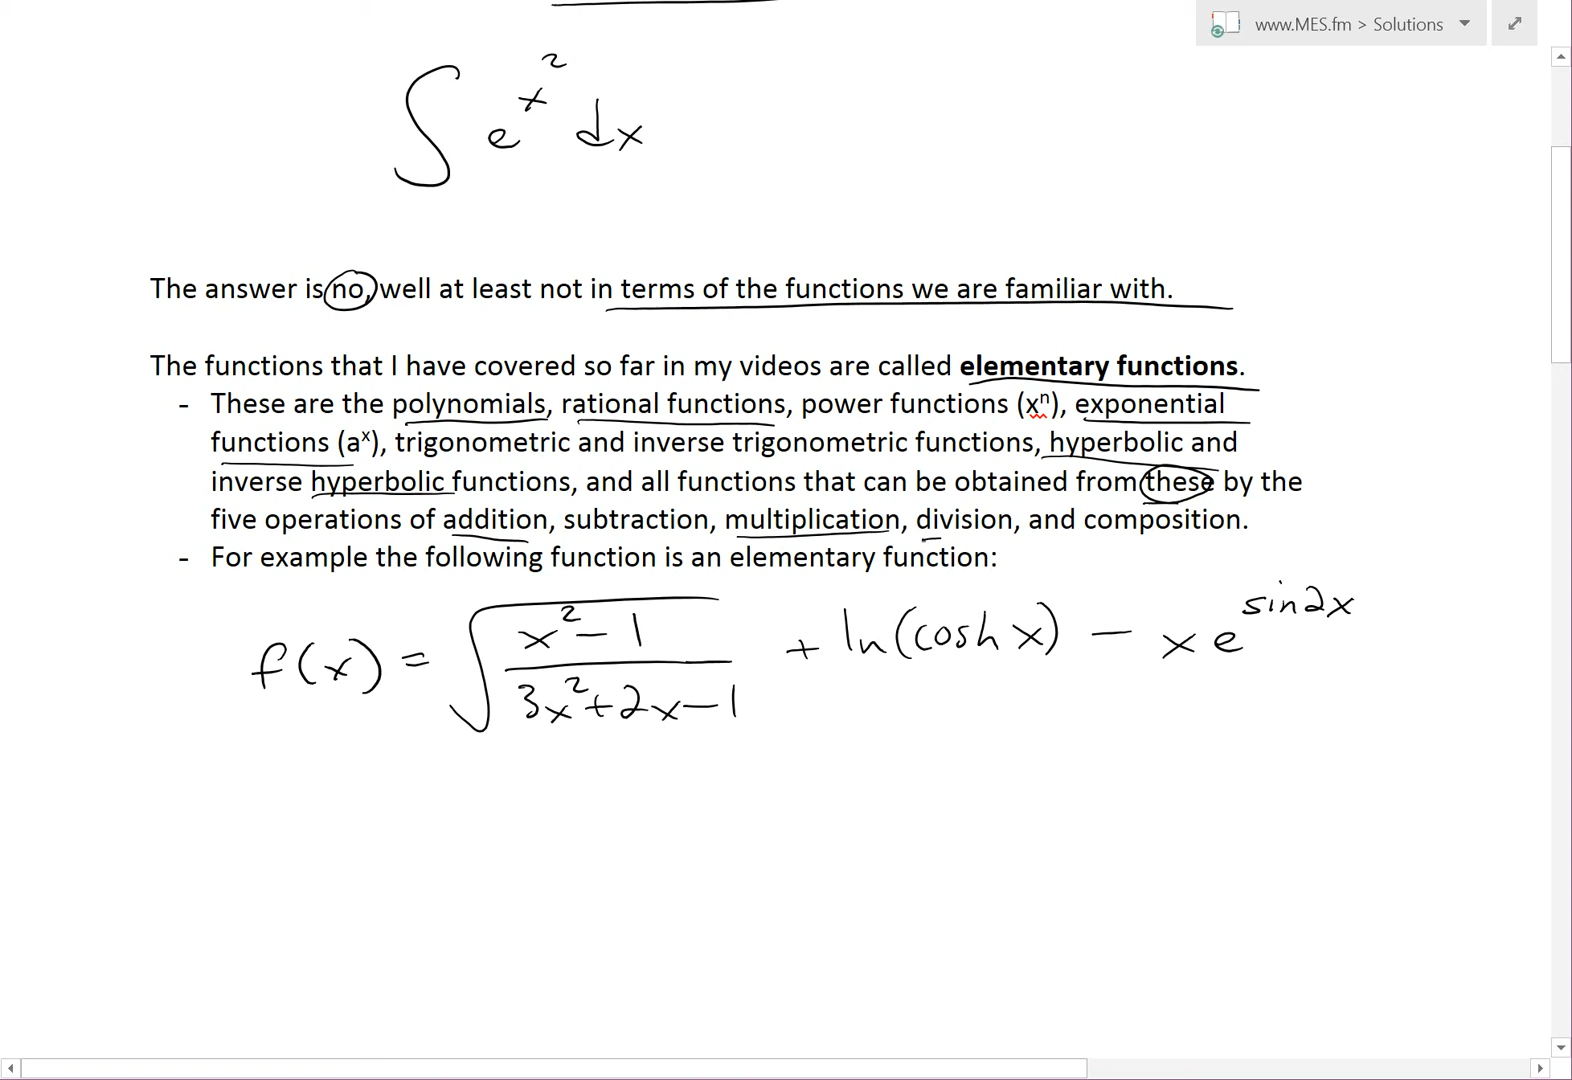 www.MES.fm > Solutions
∫ e^x^2 dx
The answer is no, well at least not in terms of the functions we are familiar with.
The functions that I have covered so far in my videos are called elementary functions.
- These are the polynomials, rational functions, power functions (xⁿ), exponential
functions (aˣ), trigonometric and inverse trigonometric functions, hyperbolic and
inverse hyperbolic functions, and all functions that can be obtained from these by the
five operations of addition, subtraction, multiplication, division, and composition.
- For example the following function is an elementary function:
f(x) = √((x² - 1)/(3x² + 2x - 1)) + ln(cosh x) - x e^sin2x